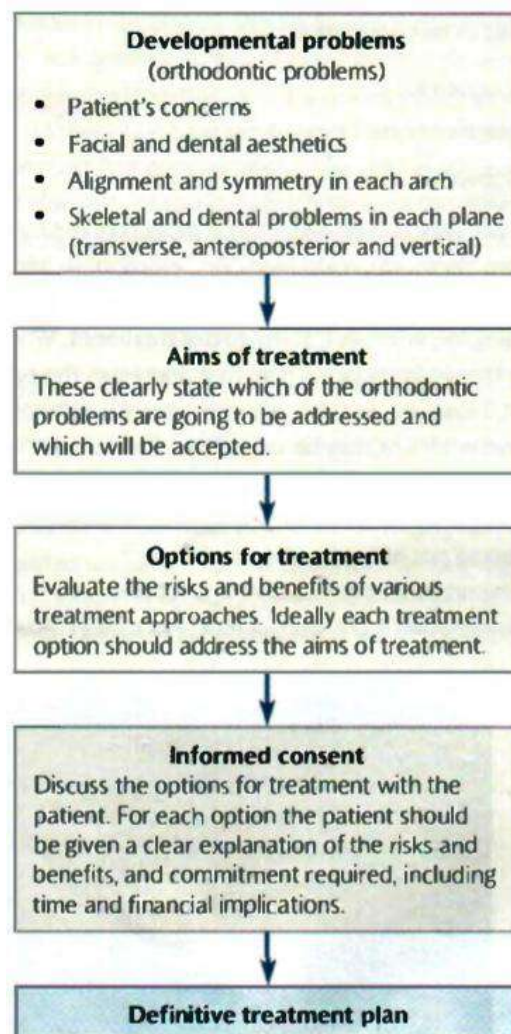 Developmental problems
(orthodontic problems)
• Patient's concerns
• Facial and dental aesthetics
• Alignment and symmetry in each arch
• Skeletal and dental problems in each plane
(transverse, anteroposterior and vertical)
Aims of treatment
These clearly state which of the orthodontic
problems are going to be addressed and
which will be accepted.
Options for treatment
Evaluate the risks and benefits of various
treatment approaches. Ideally each treatment
option should address the aims of treatment.
Informed consent
Discuss the options for treatment with the
patient. For each option the patient should
be given a clear explanation of the risks and
benefits, and commitment required, including
time and financial implications.
Definitive treatment plan